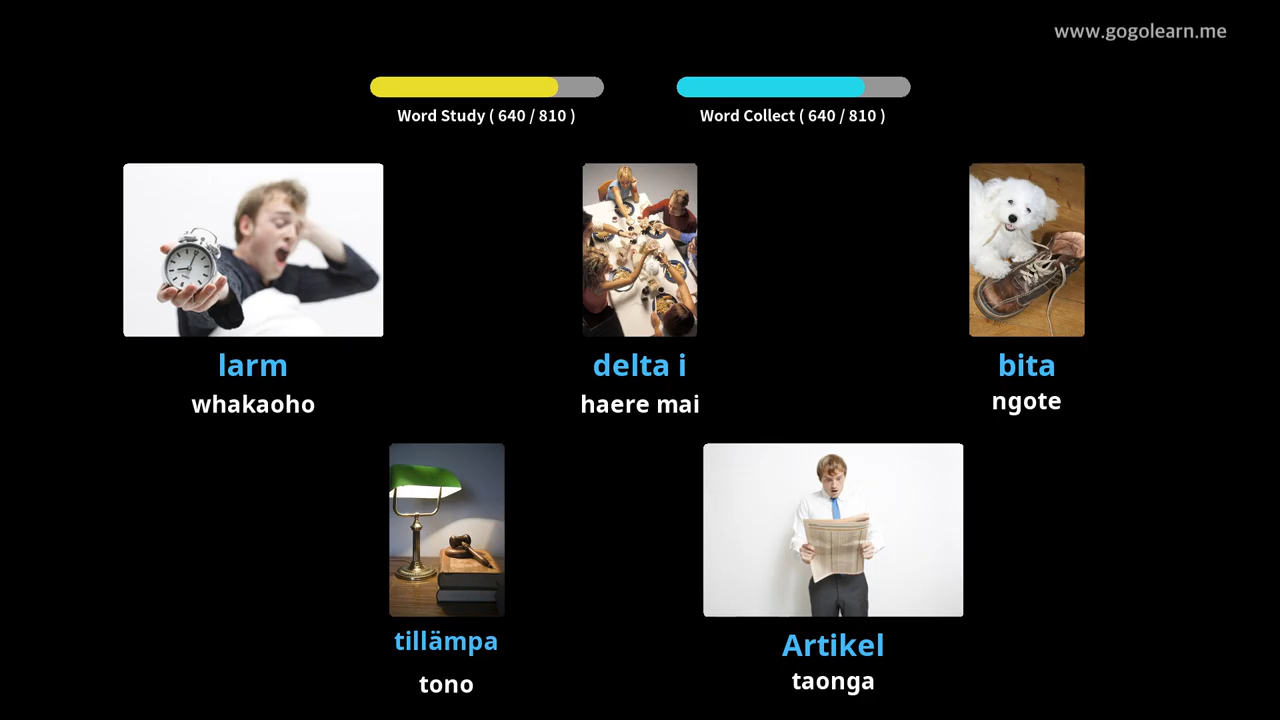 www.gogolearn.me
Word Study ( 640 / 810 )
Word Collect ( 640 / 810 )
larm
whakaoho
delta i
haere mai
bita
ngote
tillämpa
tono
Artikel
taonga